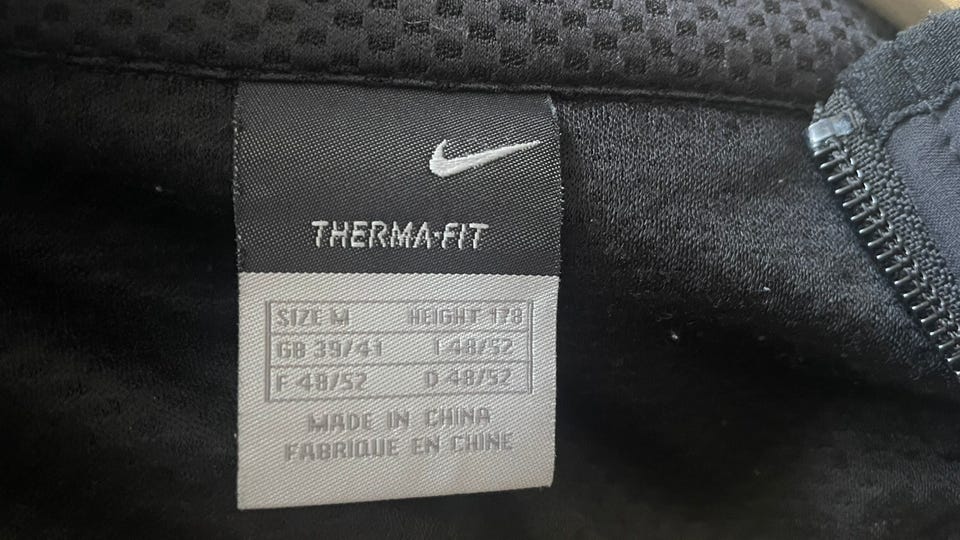 THERMA-FIT
SIZE M HEIGHT 178
GB 39/41 I 48/52
F 48/52 D 48/52
MADE IN CHINA
FABRIQUE EN CHINE